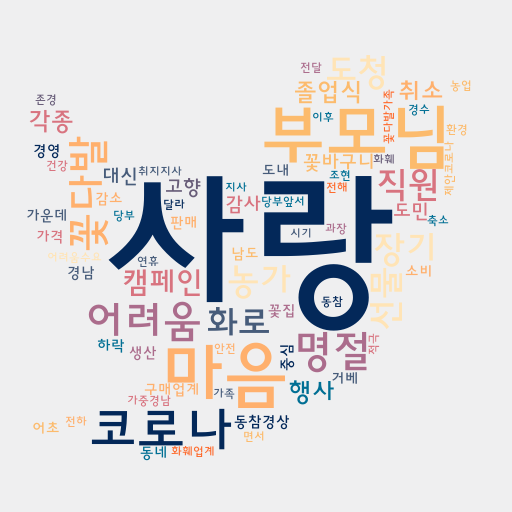 전달
도청
존경
졸업식
취소
농업
각종
부모님
꽃다발가족
경수
이후
환경
경영
꽃다발
꽃바구니
화훼
건강
대신
취지지사
도내
조현
직원
제안코로나
감소
고향
지사
전해
가운데
당부
달라
감사
당부앞서
도민
축소
판매
사랑
시기
과장
가격
연휴
남도
장기
경남
캠페인
농가
선물
소비
동참
어려움
화로
꽃집
하락
생산
마음
안전
중심
명절
전국
거베
구매업계
가족
행사
가중경남
어초
전하
코로나
동참경상
면서
동네
화훼업계